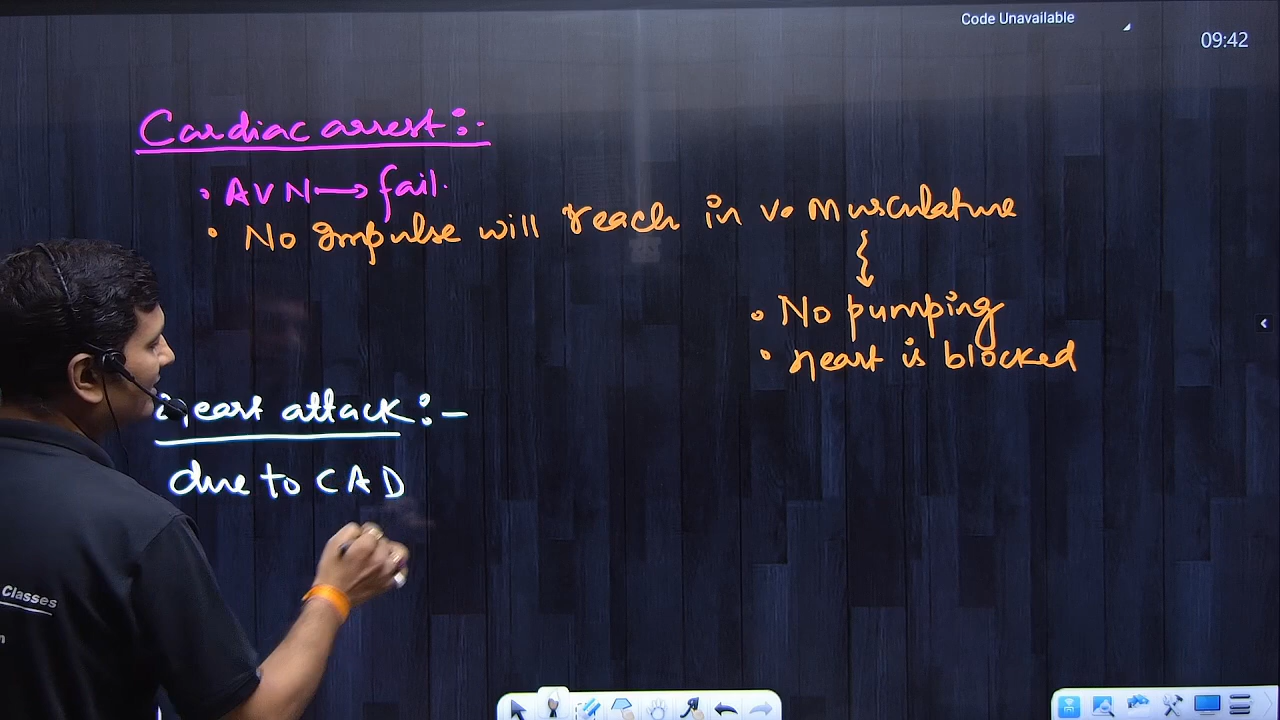 Code Unavailable
09:42
Cardiac arrest :-
• AVN → fail.
• No Impulse will reach in v. Musculature
• No pumping
• Heart is blocked
Heart attack :-
due to CAD
Classes